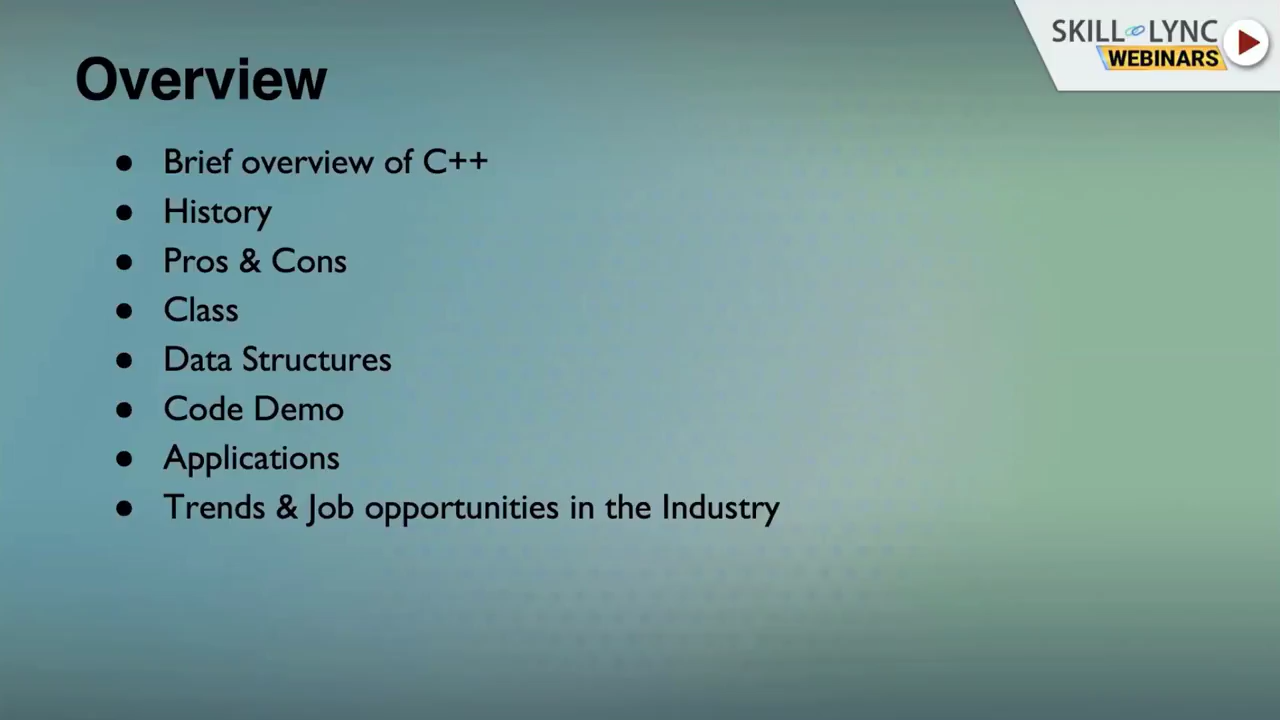 SKILL LYNC
WEBINARS
Overview
● Brief overview of C++
● History
● Pros & Cons
● Class
● Data Structures
● Code Demo
● Applications
● Trends & Job opportunities in the Industry